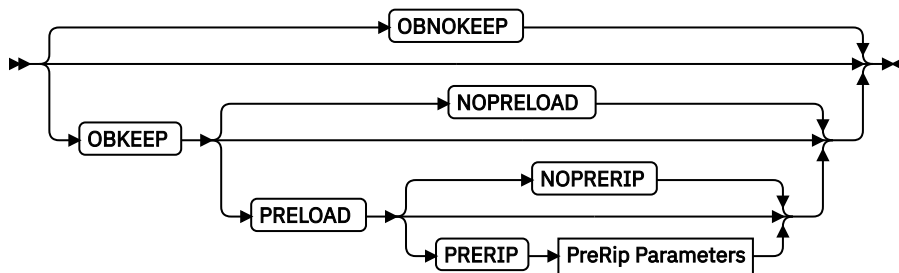 OBNOKEEP
NOPRELOAD
OBKEEP
NOPRERIP
PRELOAD
PRERIP PreRip Parameters